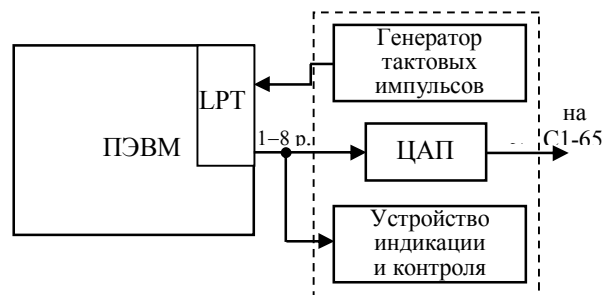 Генератор
тактовых
импульсов
LPT
ПЭВМ
1–8 р.
ЦАП
на
С1-65
Устройство
индикации
и контроля